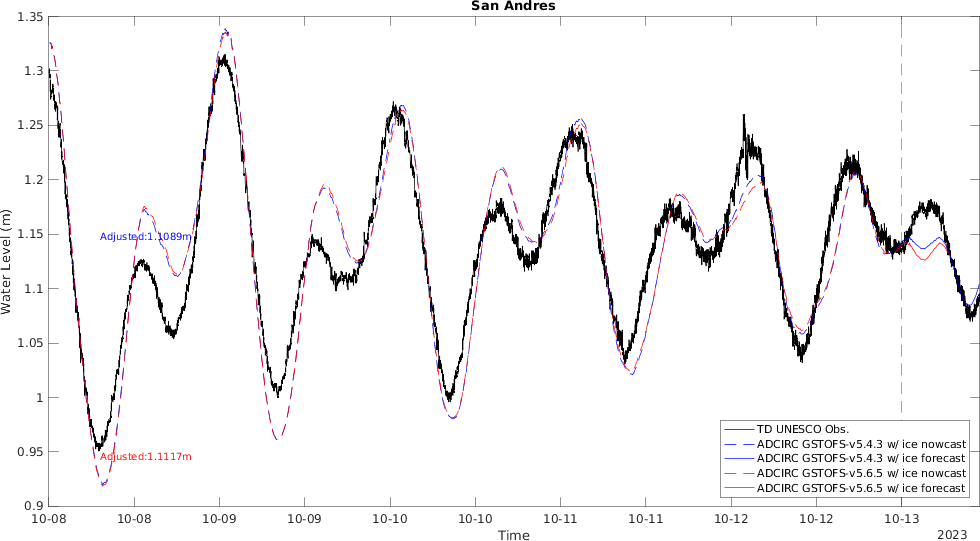 San Andres
1.35
1.3
1.25
1.2
1.15
1.1
1.05
1
0.95
0.9
Water Level (m)
Adjusted:1.1089m
Adjusted:1.1117m
TD UNESCO Obs.
ADCIRC GSTOFS-v5.4.3 w/ ice nowcast
ADCIRC GSTOFS-v5.4.3 w/ ice forecast
ADCIRC GSTOFS-v5.6.5 w/ ice nowcast
ADCIRC GSTOFS-v5.6.5 w/ ice forecast
10-08 10-08 10-09 10-09 10-10 10-10 10-11 10-11 10-12 10-12 10-13
Time
2023